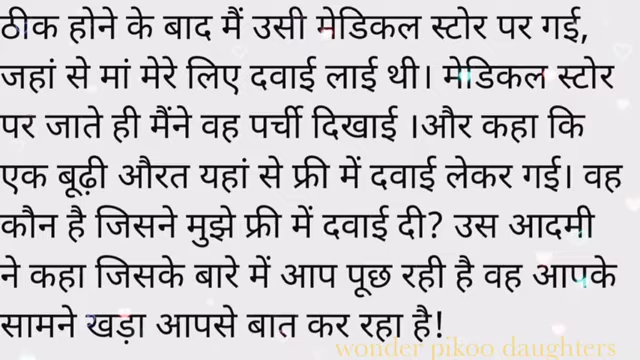 ठीक होने के बाद मैं उसी मेडिकल स्टोर पर गई,
जहां से मां मेरे लिए दवाई लाई थी। मेडिकल स्टोर
पर जाते ही मैंने वह पर्ची दिखाई ।और कहा कि
एक बूढ़ी औरत यहां से फ्री में दवाई लेकर गई। वह
कौन है जिसने मुझे फ्री में दवाई दी? उस आदमी
ने कहा जिसके बारे में आप पूछ रही है वह आपके
सामने खड़ा आपसे बात कर रहा है!
wonder pikoo daughters